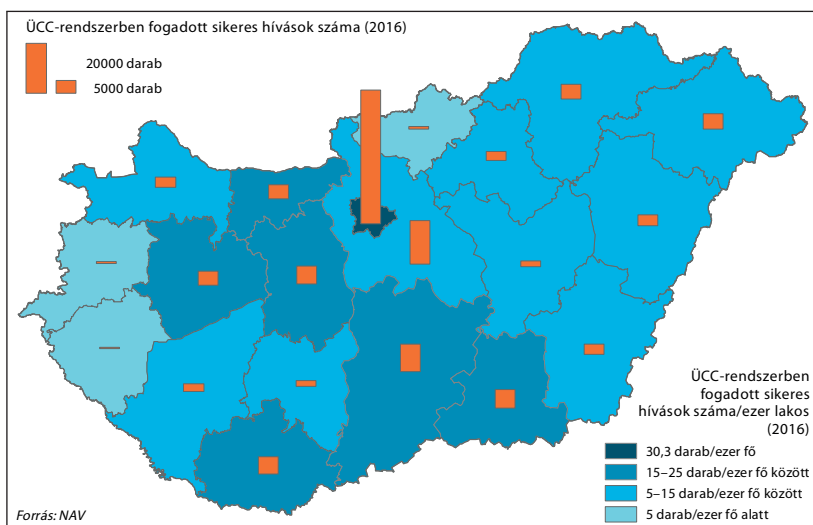 ÜCC-rendszerben fogadott sikeres hívások száma (2016)
20000 darab
5000 darab
ÜCC-rendszerben
fogadott sikeres
hívások száma/ezer lakos
(2016)
30,3 darab/ezer fő
15–25 darab/ezer fő között
5–15 darab/ezer fő között
5 darab/ezer fő alatt
Forrás: NAV